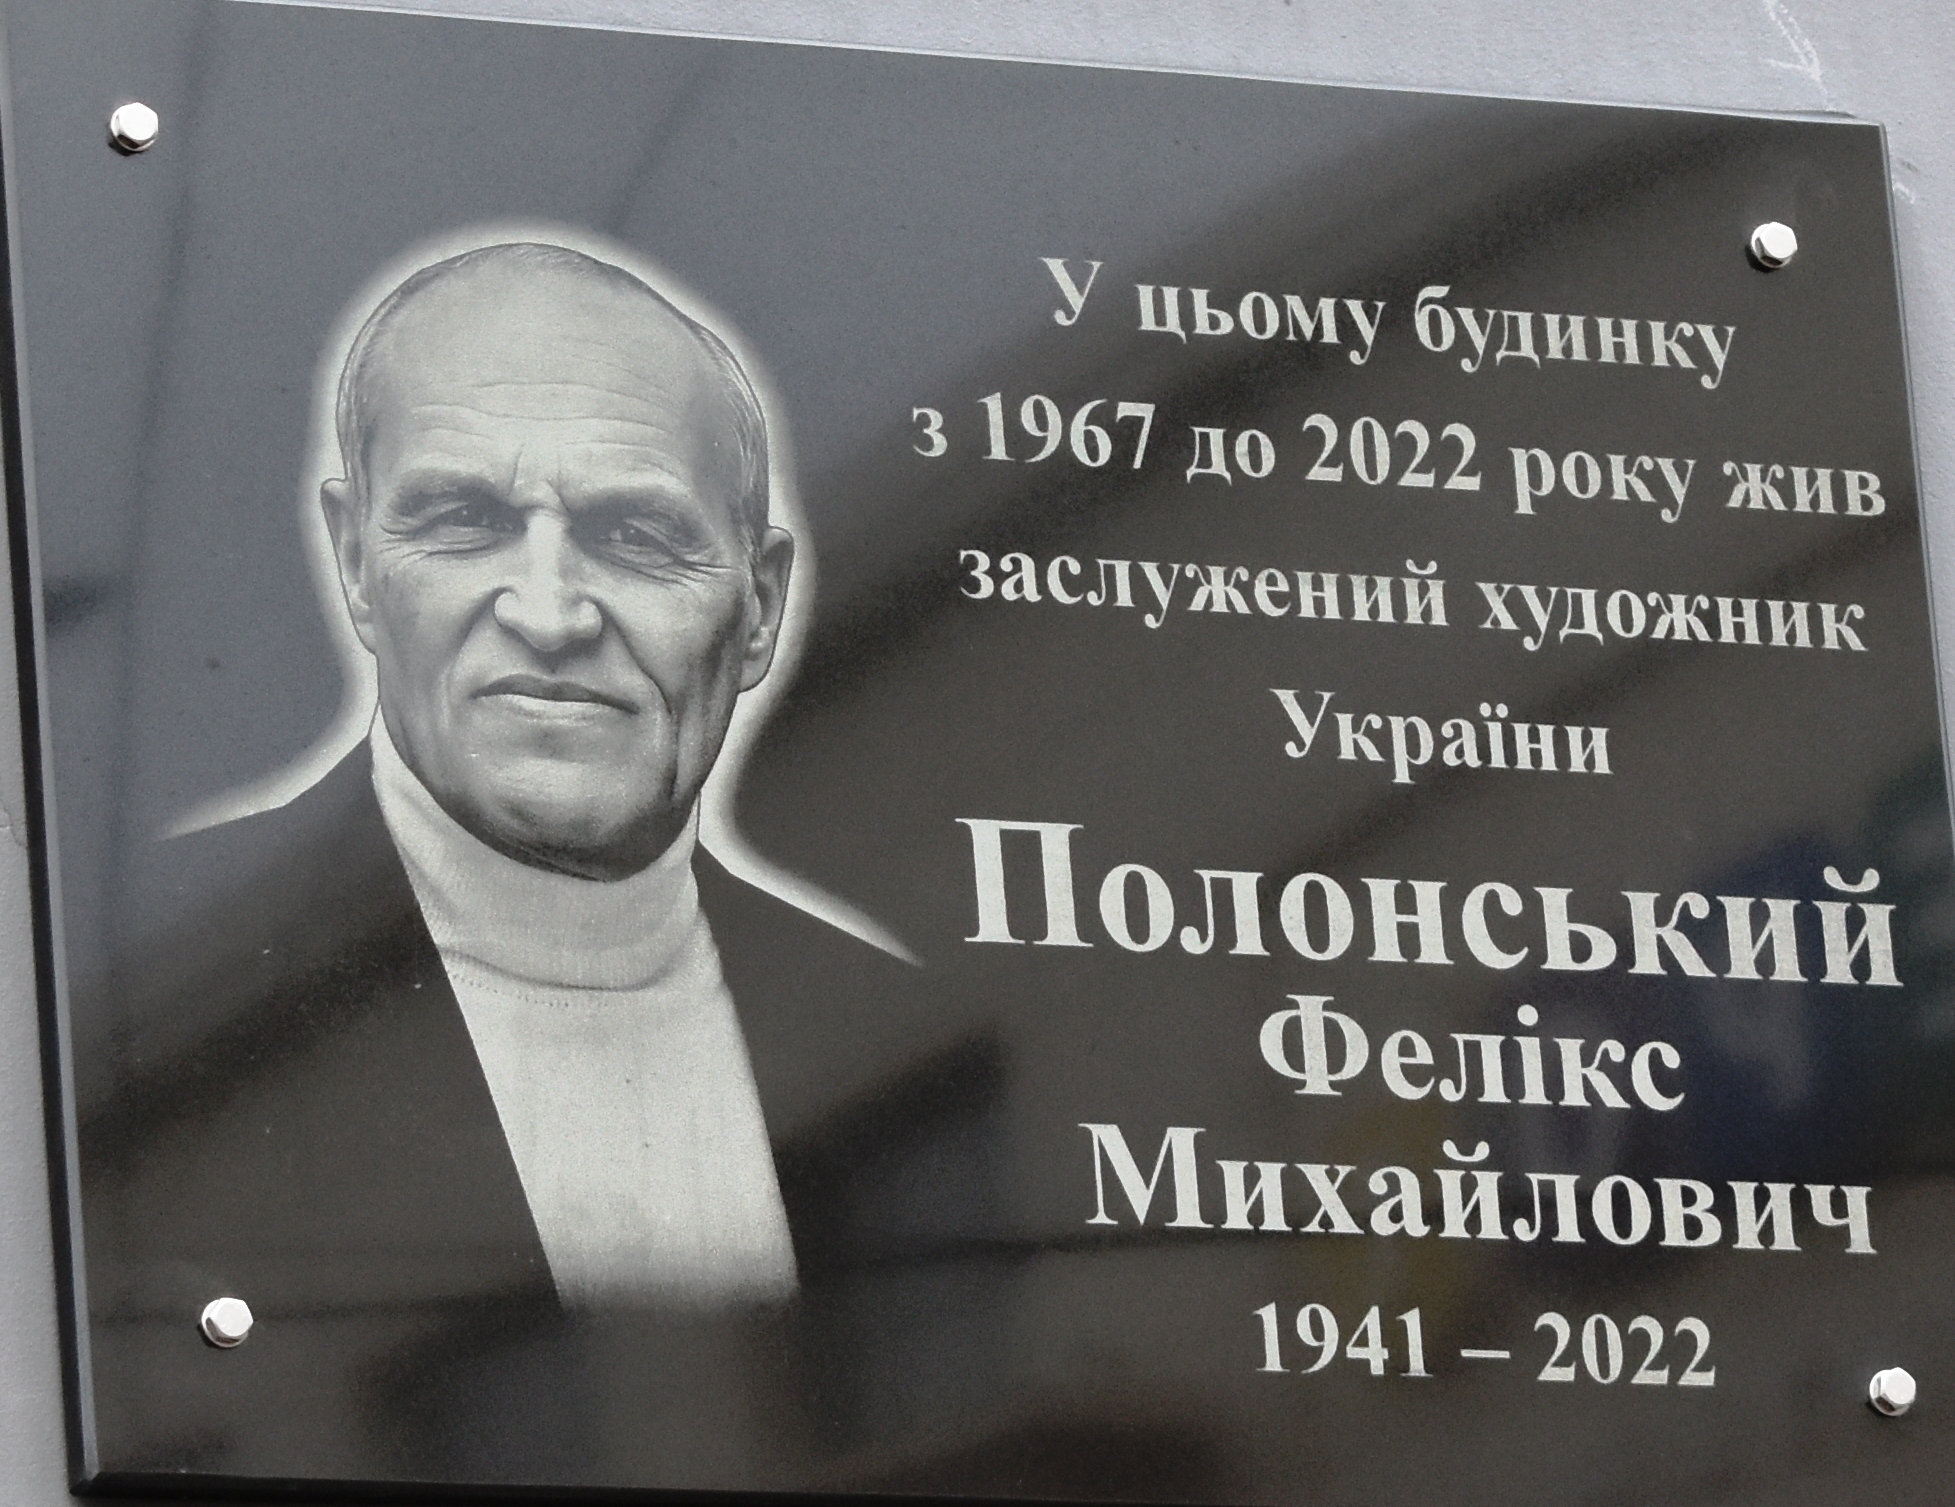 У цьому будинку
з 1967 до 2022 року жив
заслужений художник
України
Полонський
Фелікс
Михайлович
1941 – 2022